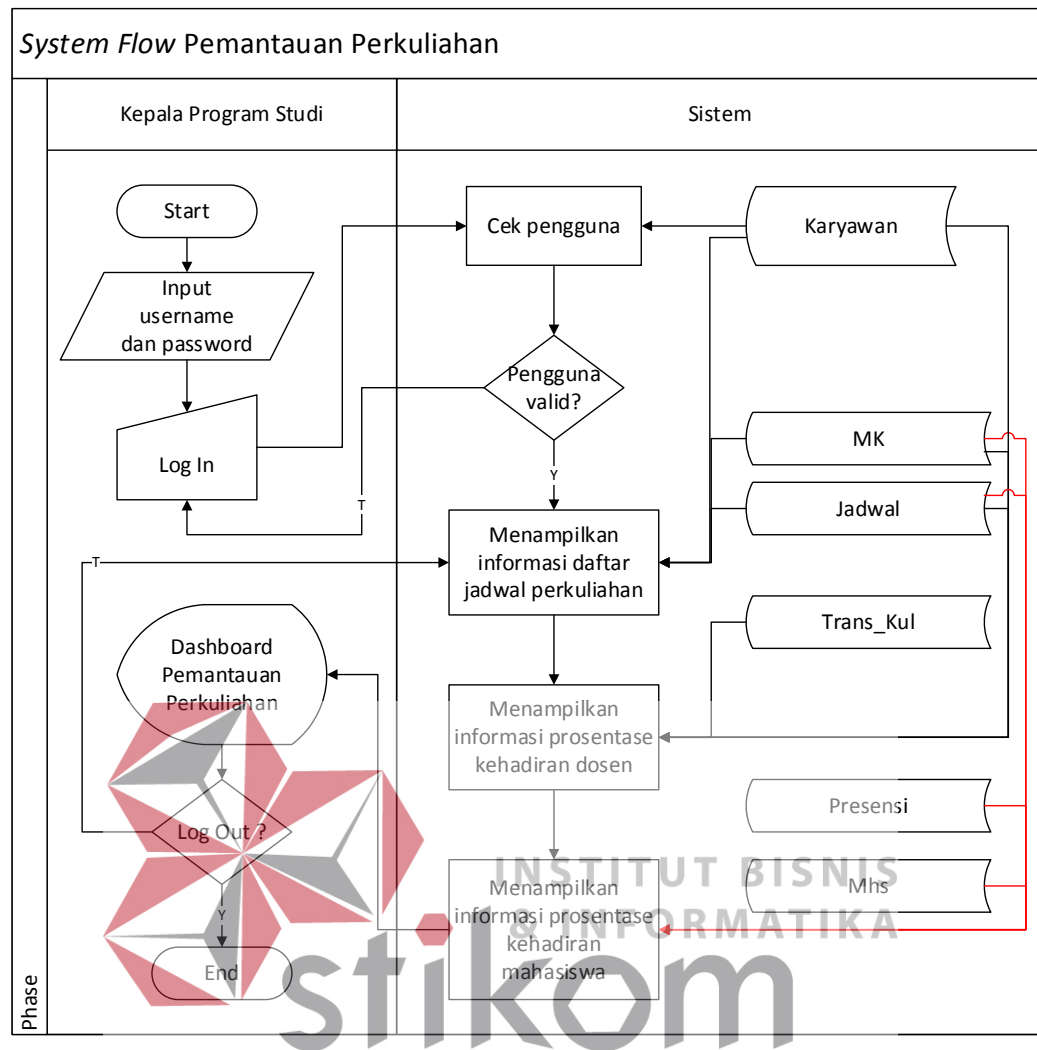 System Flow Pemantauan Perkuliahan
Kepala Program Studi
Sistem
Start
Input
username
dan password
Log In
Cek pengguna
Karyawan
Pengguna
valid?
Y
T
MK
Jadwal
Menampilkan
informasi daftar
jadwal perkuliahan
T
Trans_Kul
Dashboard
Pemantauan
Perkuliahan
Menampilkan
informasi prosentase
kehadiran dosen
Presensi
Log Out ?
Mhs
Menampilkan
informasi prosentase
kehadiran
mahasiswa
Y
End
Phase
INSTITUT BISNIS
& INFORMATIKA
stikom